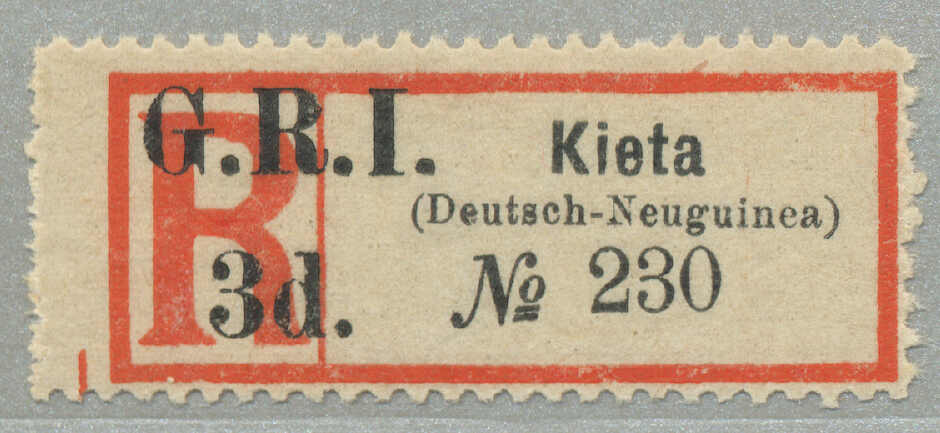 G.R.I.
R
3d.
Kieta
(Deutsch-Neuguinea)
No 230